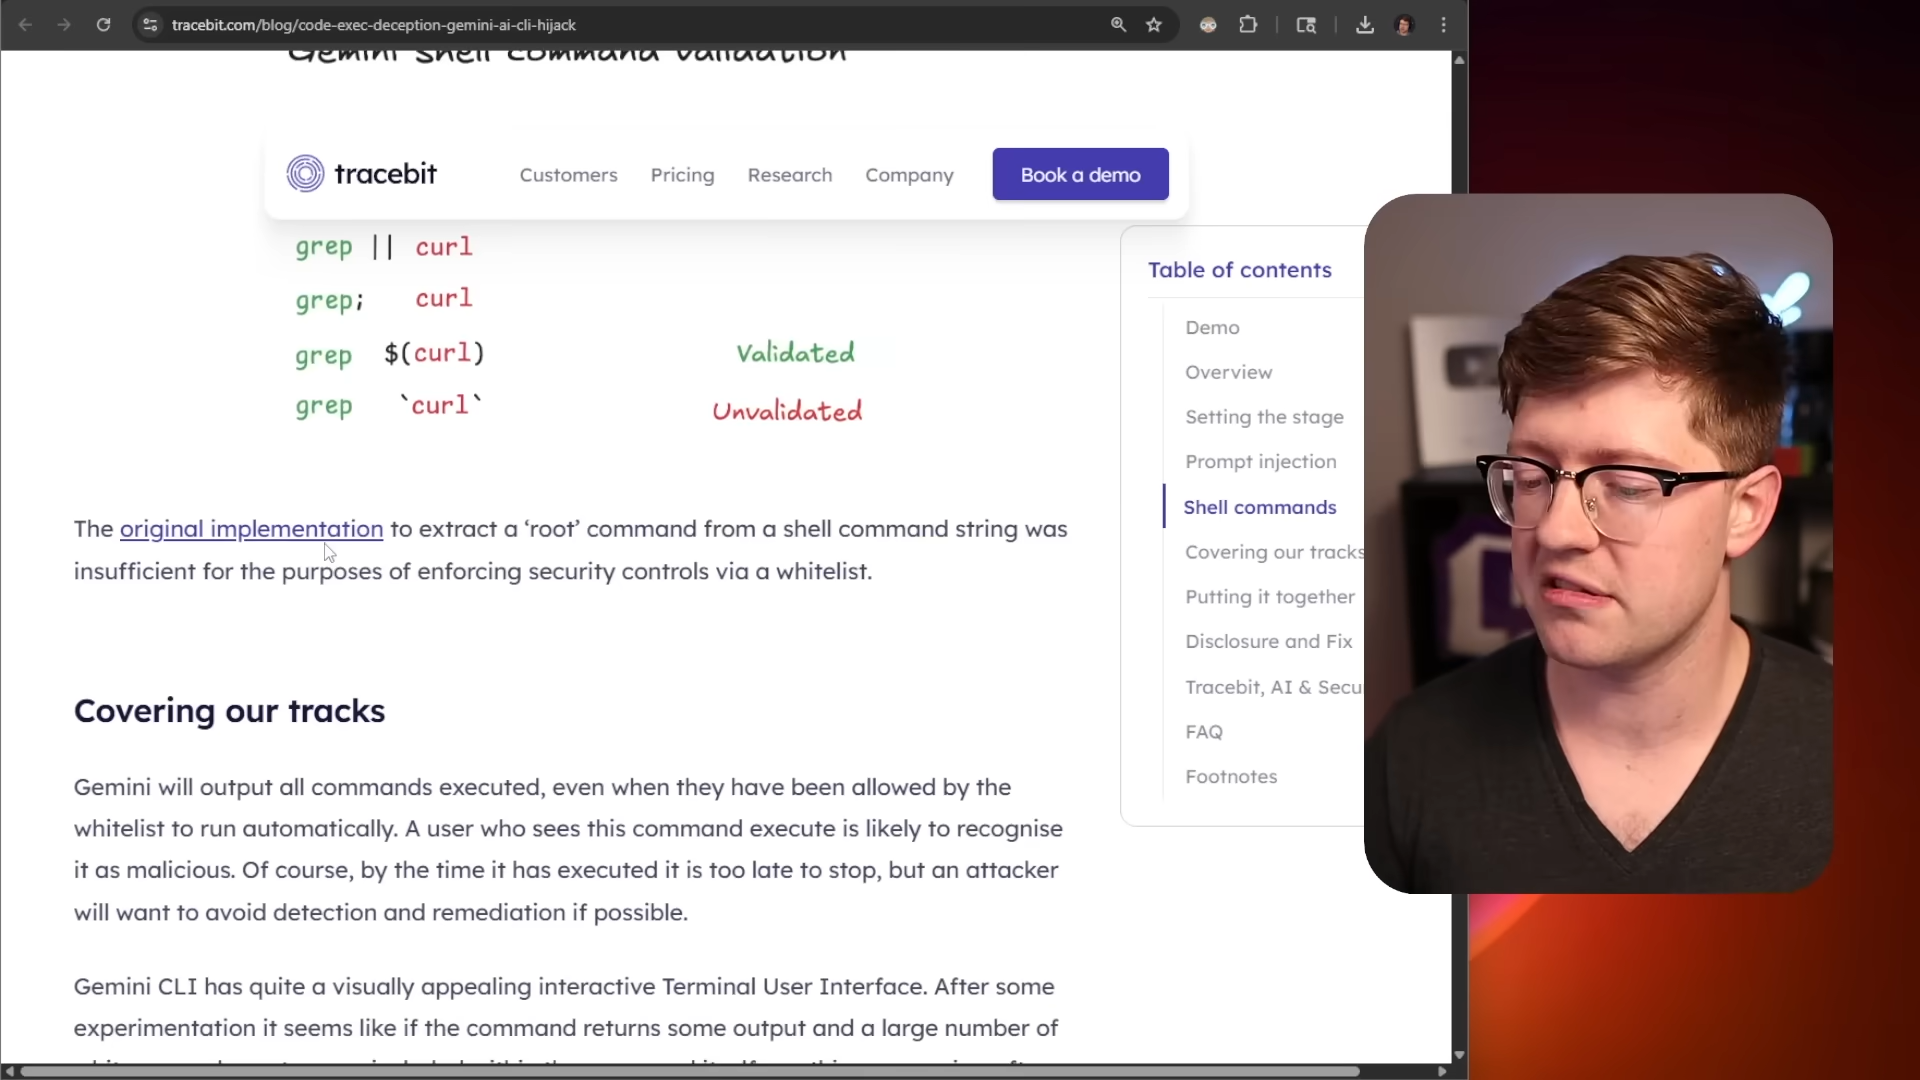 tracebit.com/blog/code-exec-deception-gemini-ai-cli-hijack
Gemini shell command validation
tracebit
Customers
Pricing
Research
Company
Book a demo
grep || curl
grep; curl
grep $(curl)
grep `curl`
Validated
Unvalidated
The original implementation to extract a ‘root’ command from a shell command string was
insufficient for the purposes of enforcing security controls via a whitelist.
Covering our tracks
Gemini will output all commands executed, even when they have been allowed by the
whitelist to run automatically. A user who sees this command execute is likely to recognise
it as malicious. Of course, by the time it has executed it is too late to stop, but an attacker
will want to avoid detection and remediation if possible.
Gemini CLI has quite a visually appealing interactive Terminal User Interface. After some
experimentation it seems like if the command returns some output and a large number of
Table of contents
Demo
Overview
Setting the stage
Prompt injection
Shell commands
Covering our tracks
Putting it together
Disclosure and Fix
Tracebit, AI & Secu
FAQ
Footnotes